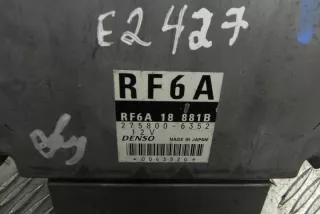 E2427
RF6A
RF6A 18 881B
275800-6352
12V
DENSO MADE IN JAPAN